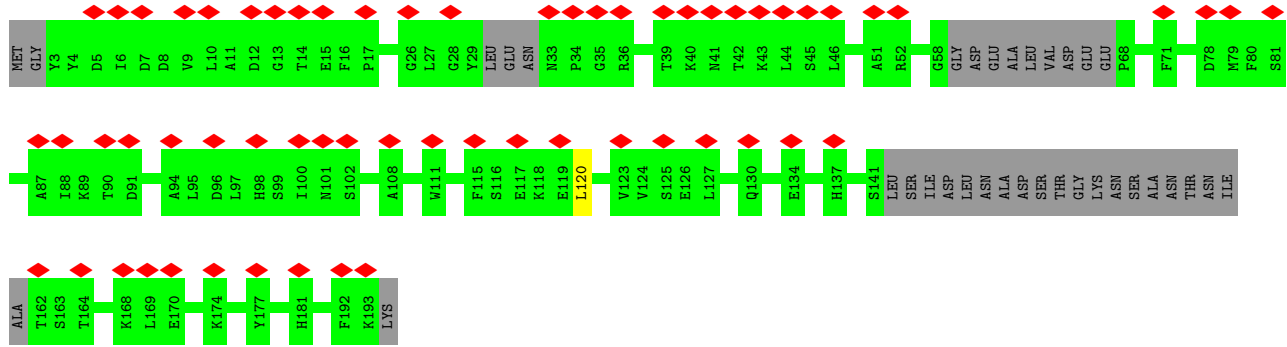 MET GLY Y3 Y4 D5 I6 D7 D8 V9 L10 A11 D12 G13 T14 E15 F16 P17 G26 L27 G28 Y29 LEU GLU ASN N33 P34 G35 R36 T39 K40 N41 T42 K43 L44 S45 L46 A51 R52 G58 GLY ASP GLU ALA LEU VAL ASP GLU GLU P68 F71 D78 M79 F80 S81
A87 I88 K89 T90 D91 A94 L95 D96 L97 H98 S99 I100 N101 S102 A108 W111 F115 S116 E117 K118 E119 L120 V123 V124 S125 E126 L127 Q130 E134 H137 S141 LEU SER ILE ASP LEU ASN ALA ASP SER THR GLY LYS ASN SER ALA ASN THR ASN ILE
ALA T162 S163 T164 K168 L169 E170 K174 Y177 H181 F192 K193 LYS